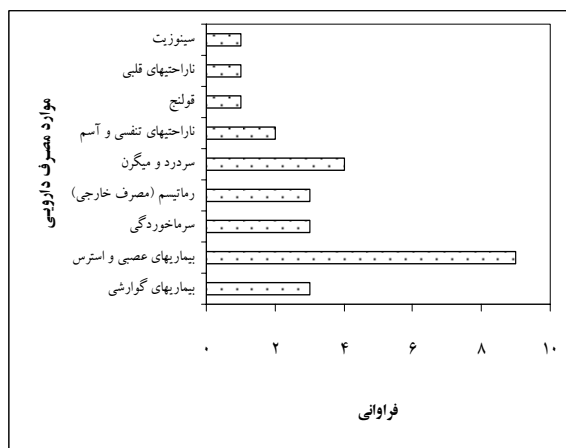 موارد مصرف دارویی
سینوزیت
ناراحتیهای قلبی
قولنج
ناراحتیهای تنفسی و آسم
سردرد و میگرن
رماتیسم (مصرف خارجی)
سرماخوردگی
بیماریهای عصبی و استرس
بیماریهای گوارشی
۰ ۲ ۴ ۶ ۸ ۱۰
فراوانی